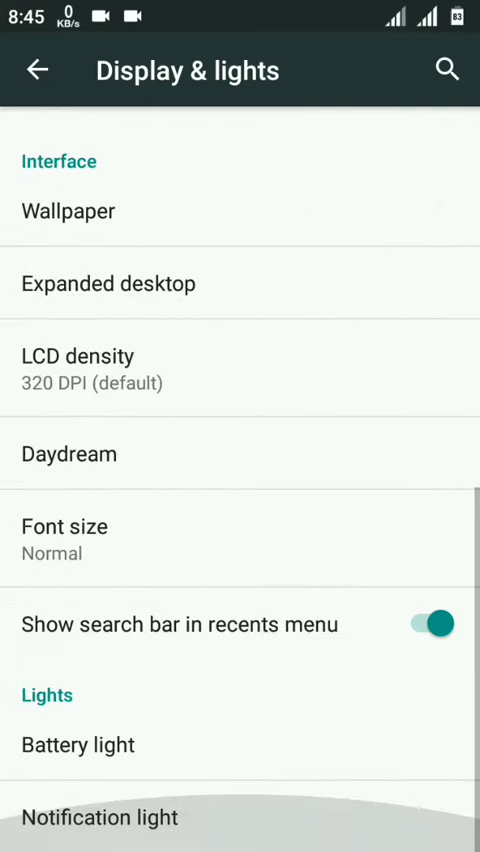 8:45 0 KB/s 83
Display & lights
Interface
Wallpaper
Expanded desktop
LCD density
320 DPI (default)
Daydream
Font size
Normal
Show search bar in recents menu
Lights
Battery light
Notification light